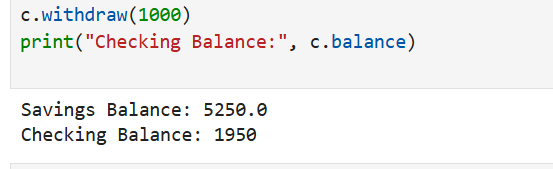 c.withdraw(1000)
print("Checking Balance:", c.balance)
Savings Balance: 5250.0
Checking Balance: 1950